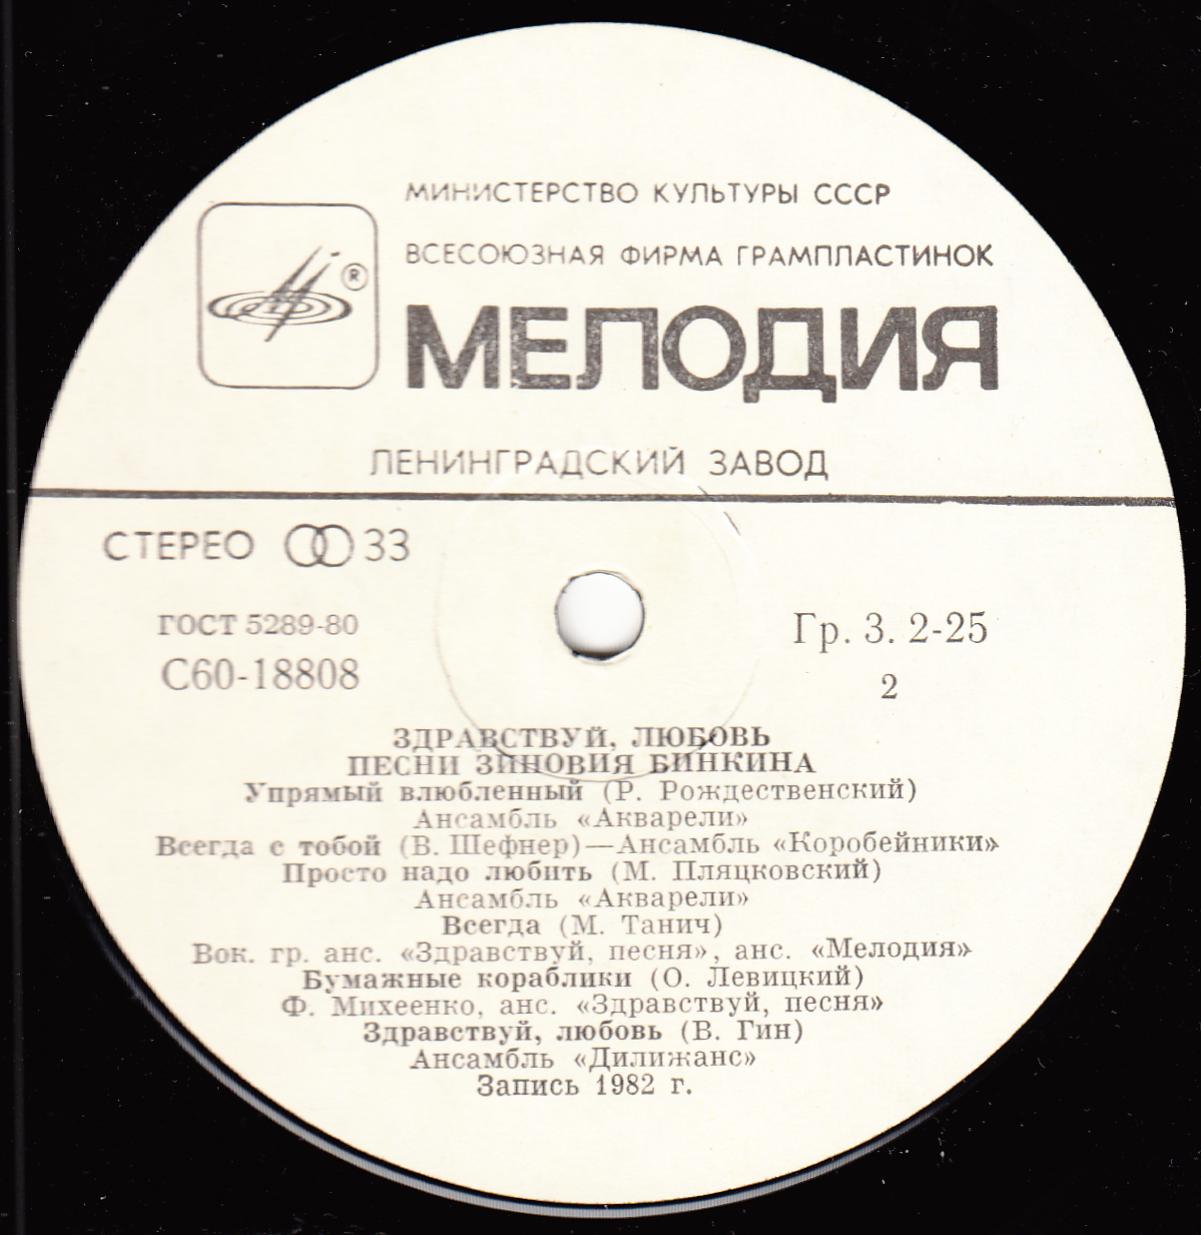 МИНИСТЕРСТВО КУЛЬТУРЫ СССР
ВСЕСОЮЗНАЯ ФИРМА ГРАМПЛАСТИНОК
®
МЕЛОДИЯ
ЛЕНИНГРАДСКИЙ ЗАВОД
СТЕРЕО 33
ГОСТ 5289-80
Гр. 3. 2-25
С60-18808
2
ЗДРАВСТВУЙ, ЛЮБОВЬ
ПЕСНИ ЗИНОВИЯ БИНКИНА
Упрямый влюбленный (Р. Рождественский)
Ансамбль «Акварели»
Всегда с тобой (В. Шефнер)—Ансамбль «Коробейники»
Просто надо любить (М. Пляцковский)
Ансамбль «Акварели»
Всегда (М. Танич)
Вок. гр. анс. «Здравствуй, песня», анс. «Мелодия»
Бумажные кораблики (О. Левицкий)
Ф. Михеенко, анс. «Здравствуй, песня»
Здравствуй, любовь (В. Гин)
Ансамбль «Дилижанс»
Запись 1982 г.